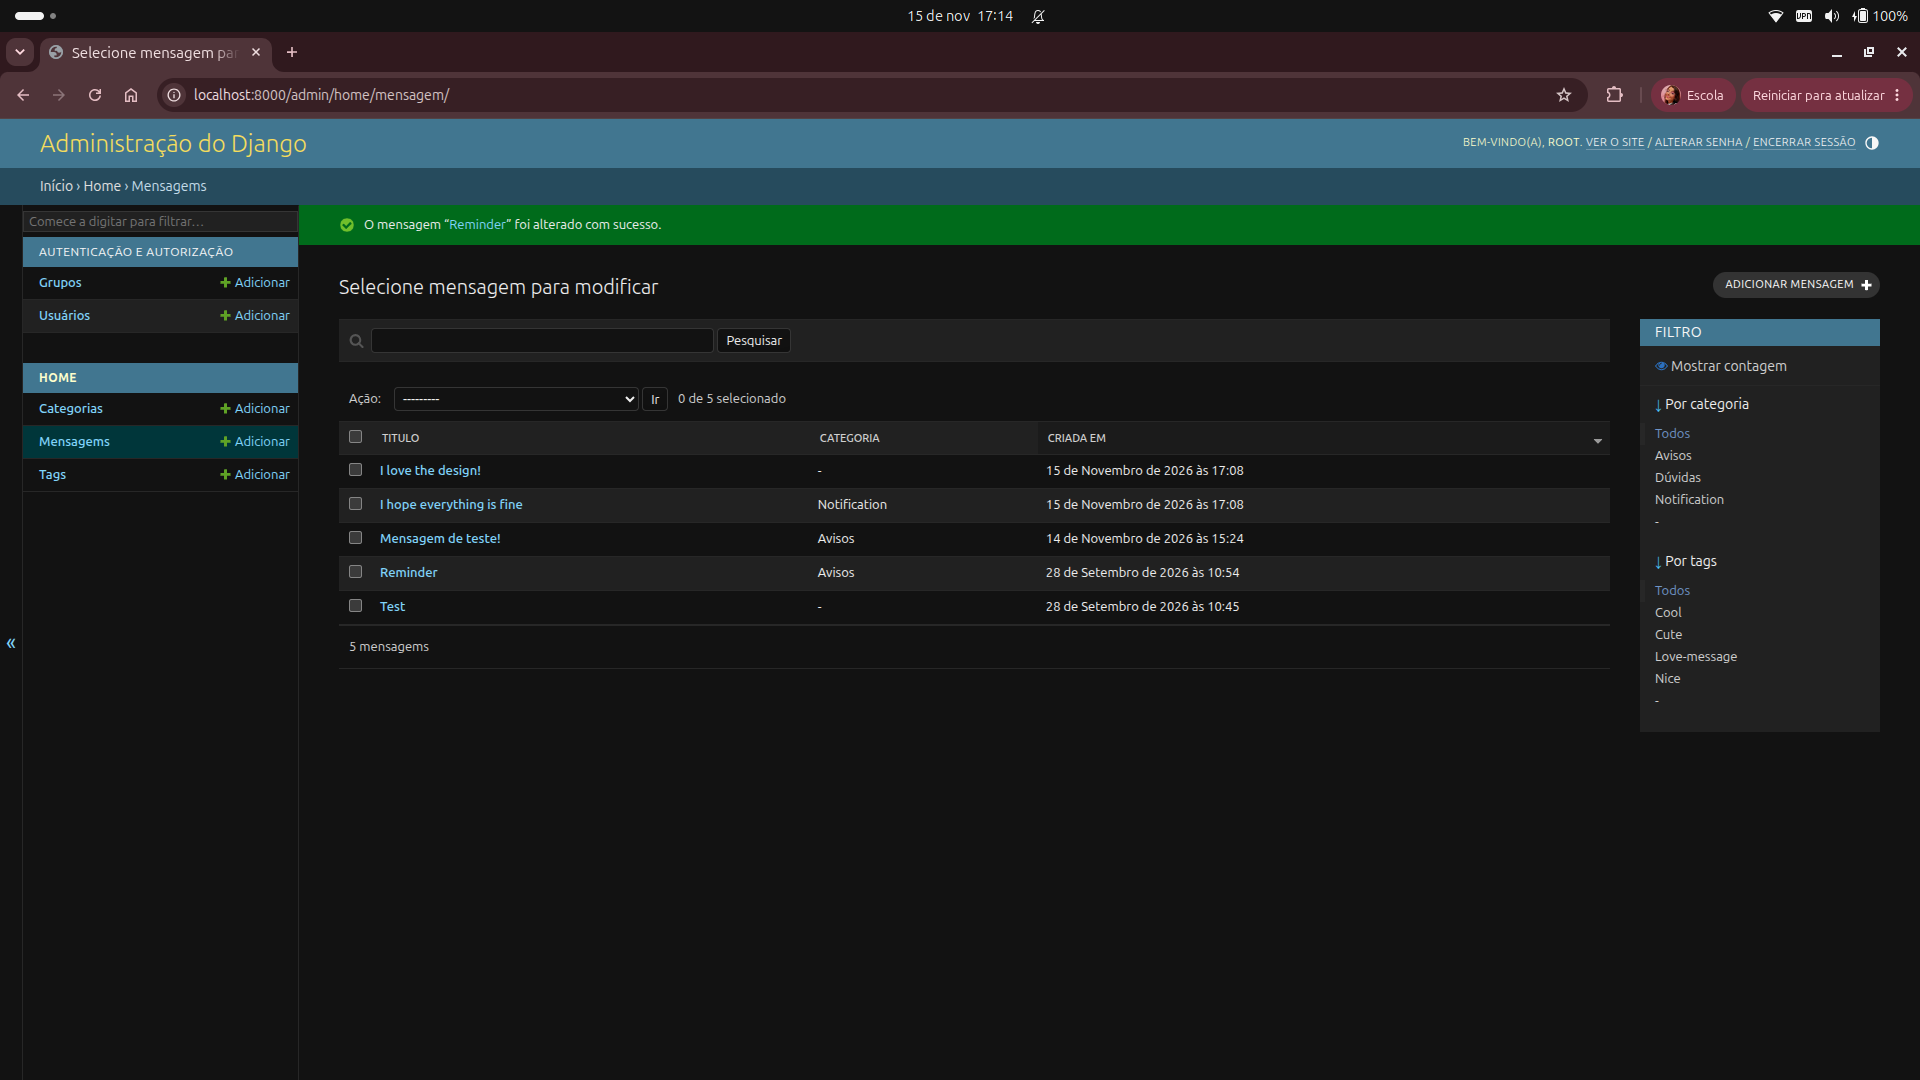 15 de nov 17:14
VPN
100%
Selecione mensagem pa
localhost:8000/admin/home/mensagem/
Escola
Reiniciar para atualizar
Administração do Django
BEM-VINDO(A), ROOT. VER O SITE / ALTERAR SENHA / ENCERRAR SESSÃO
Início › Home › Mensagems
Comece a digitar para filtrar…
AUTENTICAÇÃO E AUTORIZAÇÃO
Grupos Adicionar
Usuários Adicionar
HOME
Categorias Adicionar
Mensagems Adicionar
Tags Adicionar
«
O mensagem “Reminder” foi alterado com sucesso.
Selecione mensagem para modificar
ADICIONAR MENSAGEM
Pesquisar
Ação: --------- Ir 0 de 5 selecionado
TITULO CATEGORIA CRIADA EM
I love the design! - 15 de Novembro de 2026 às 17:08
I hope everything is fine Notification 15 de Novembro de 2026 às 17:08
Mensagem de teste! Avisos 14 de Novembro de 2026 às 15:24
Reminder Avisos 28 de Setembro de 2026 às 10:54
Test - 28 de Setembro de 2026 às 10:45
5 mensagems
FILTRO
Mostrar contagem
↓ Por categoria
Todos
Avisos
Dúvidas
Notification
-
↓ Por tags
Todos
Cool
Cute
Love-message
Nice
-